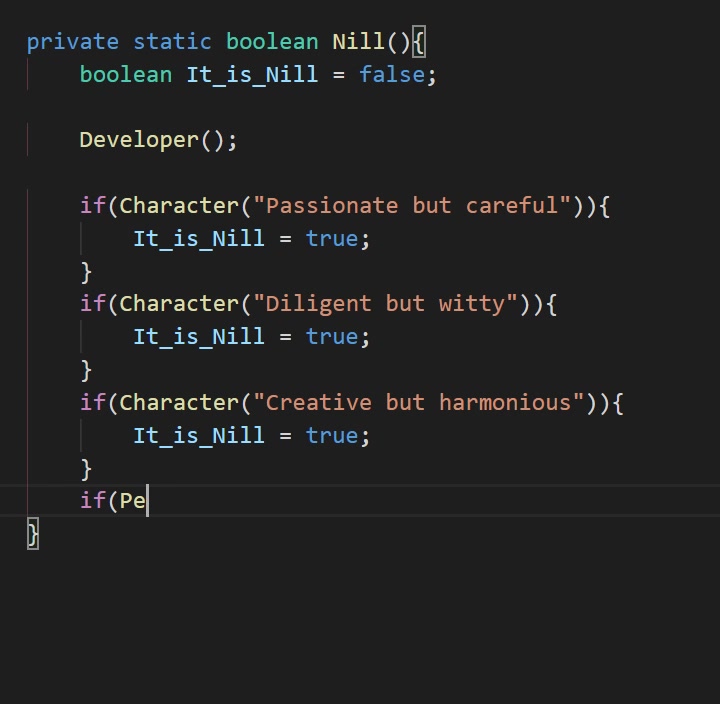 private static boolean Nill(){
    boolean It_is_Nill = false;

    Developer();

    if(Character("Passionate but careful")){
        It_is_Nill = true;
    }
    if(Character("Diligent but witty")){
        It_is_Nill = true;
    }
    if(Character("Creative but harmonious")){
        It_is_Nill = true;
    }
    if(Pe
}